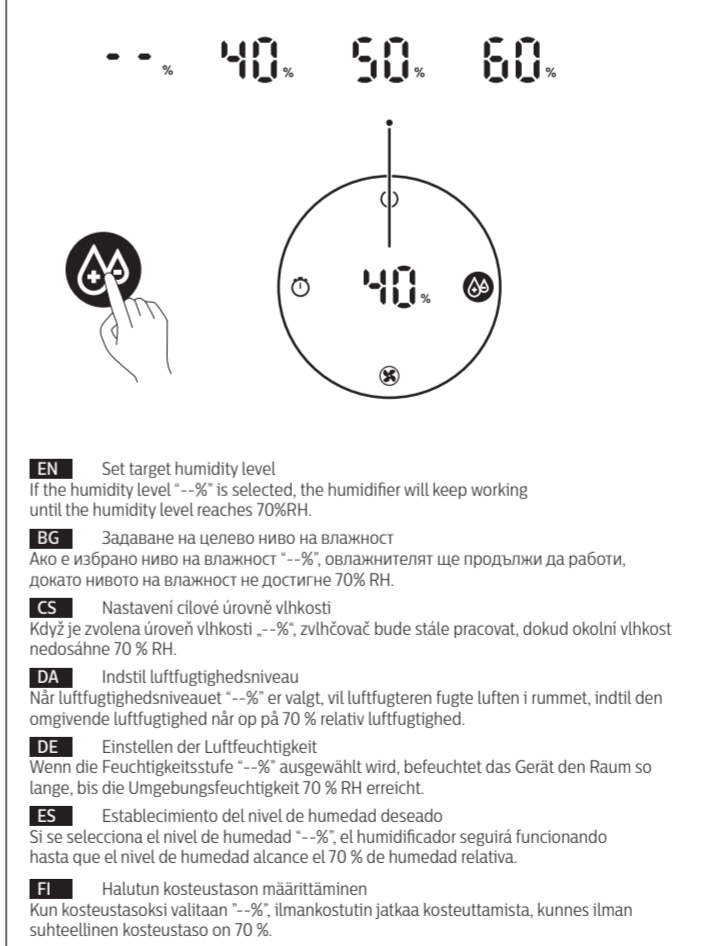 --% 40% 50% 60%
40%
EN Set target humidity level
If the humidity level “--%” is selected, the humidifier will keep working
until the humidity level reaches 70%RH.
BG Задаване на целево ниво на влажност
Ако е избрано ниво на влажност “--%”, овлажнителят ще продължи да работи,
докато нивото на влажност не достигне 70% RH.
CS Nastavení cílové úrovně vlhkosti
Když je zvolena úroveň vlhkosti „--%“, zvlhčovač bude stále pracovat, dokud okolní vlhkost
nedosáhne 70 % RH.
DA Indstil luftfugtighedsniveau
Når luftfugtighedsniveauet “--%” er valgt, vil luftfugteren fugte luften i rummet, indtil den
omgivende luftfugtighed når op på 70 % relativ luftfugtighed.
DE Einstellen der Luftfeuchtigkeit
Wenn die Feuchtigkeitsstufe “--%” ausgewählt wird, befeuchtet das Gerät den Raum so
lange, bis die Umgebungsfeuchtigkeit 70 % RH erreicht.
ES Establecimiento del nivel de humedad deseado
Si se selecciona el nivel de humedad “--%”, el humidificador seguirá funcionando
hasta que el nivel de humedad alcance el 70 % de humedad relativa.
FI Halutun kosteustason määrittäminen
Kun kosteustasoksi valitaan ”--%”, ilmankostutin jatkaa kosteuttamista, kunnes ilman
suhteellinen kosteustaso on 70 %.